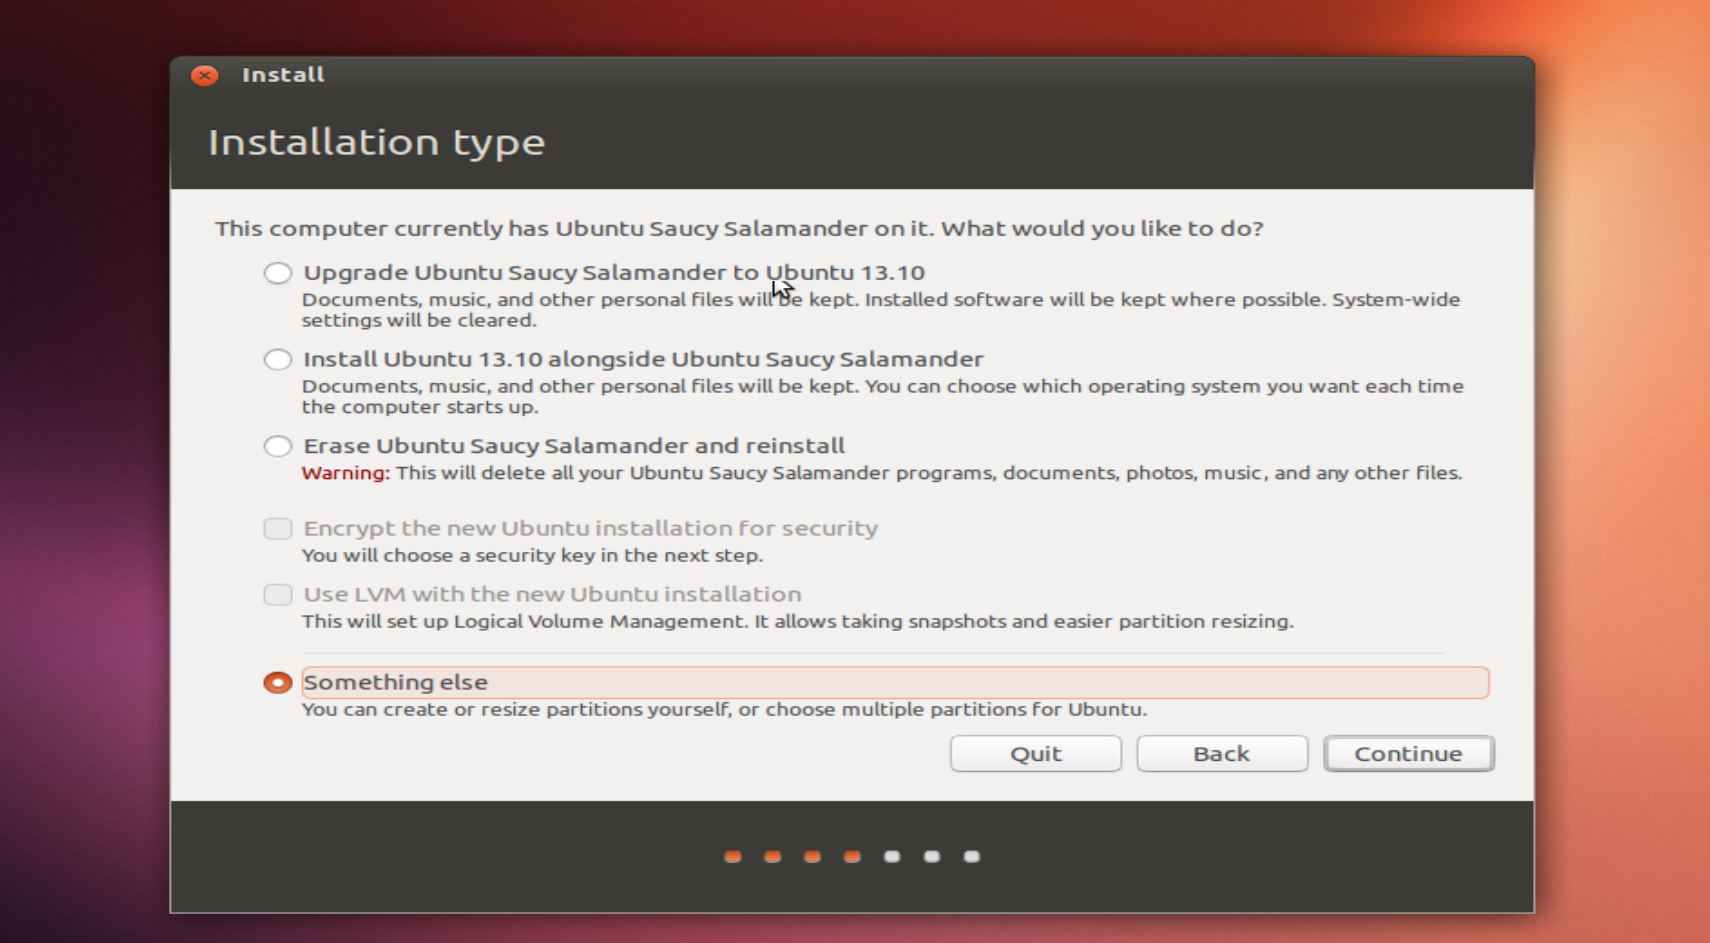 Install
Installation type
This computer currently has Ubuntu Saucy Salamander on it. What would you like to do?
Upgrade Ubuntu Saucy Salamander to Ubuntu 13.10
Documents, music, and other personal files will be kept. Installed software will be kept where possible. System-wide
settings will be cleared.
Install Ubuntu 13.10 alongside Ubuntu Saucy Salamander
Documents, music, and other personal files will be kept. You can choose which operating system you want each time
the computer starts up.
Erase Ubuntu Saucy Salamander and reinstall
Warning: This will delete all your Ubuntu Saucy Salamander programs, documents, photos, music, and any other files.
Encrypt the new Ubuntu installation for security
You will choose a security key in the next step.
Use LVM with the new Ubuntu installation
This will set up Logical Volume Management. It allows taking snapshots and easier partition resizing.
Something else
You can create or resize partitions yourself, or choose multiple partitions for Ubuntu.
Quit Back Continue